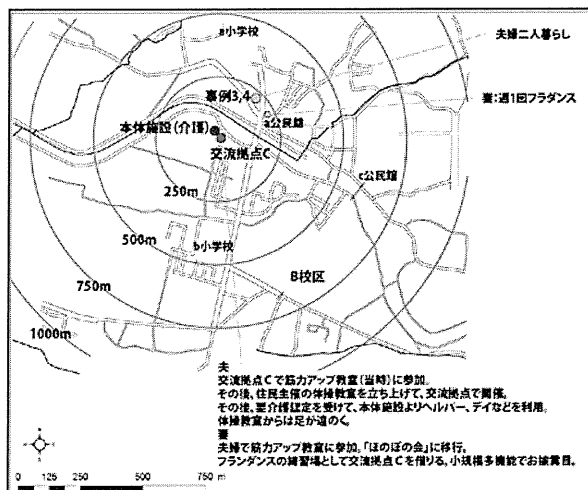 a小学校
夫婦二人暮らし
事例3,4
妻:週1回フラダンス
a公民館
本体施設(介護)
交流拠点C
c公民館
250m
500m
b小学校
B校区
750m
1000m
夫
交流拠点Cで筋力アップ教室(当時)に参加。
その後、住民主催の体操教室を立ち上げて、交流拠点で開催。
その後、要介護認定を受けて、本体施設よりヘルパー、デイなどを利用。
体操教室からは足が遠のく。
妻
夫婦で筋力アップ教室に参加。「ほのぼの会」に移行。
フランダンスの練習場として交流拠点Cを借りる。小規模多機能でお披露目。
0 125 250 500 750 m